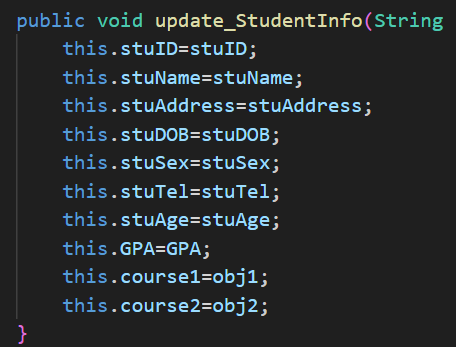 public void update_StudentInfo(String
this.stuID=stuID;
this.stuName=stuName;
this.stuAddress=stuAddress;
this.stuDOB=stuDOB;
this.stuSex=stuSex;
this.stuTel=stuTel;
this.stuAge=stuAge;
this.GPA=GPA;
this.course1=obj1;
this.course2=obj2;
}